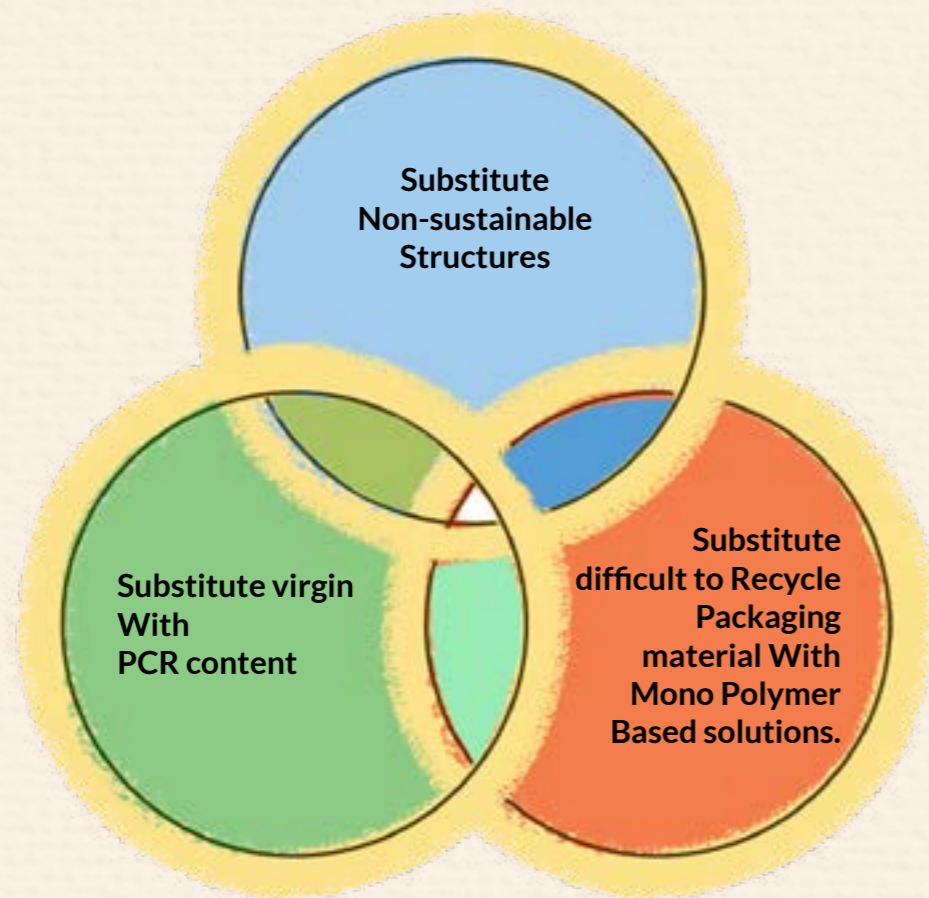 Substitute
Non-sustainable
Structures
Substitute virgin
With
PCR content
Substitute
difficult to Recycle
Packaging
material With
Mono Polymer
Based solutions.